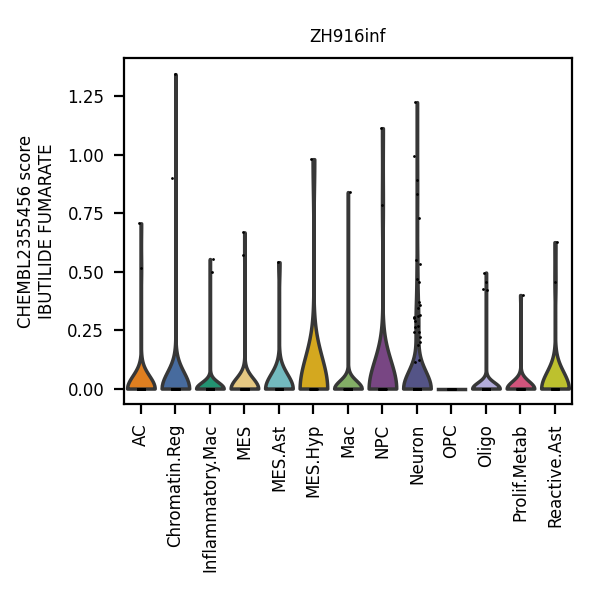 ZH916inf
CHEMBL2355456 score
IBUTILIDE FUMARATE
1.25
1.00
0.75
0.50
0.25
0.00
AC
Chromatin.Reg
Inflammatory.Mac
MES
MES.Ast
MES.Hyp
Mac
NPC
Neuron
OPC
Oligo
Prolif.Metab
Reactive.Ast